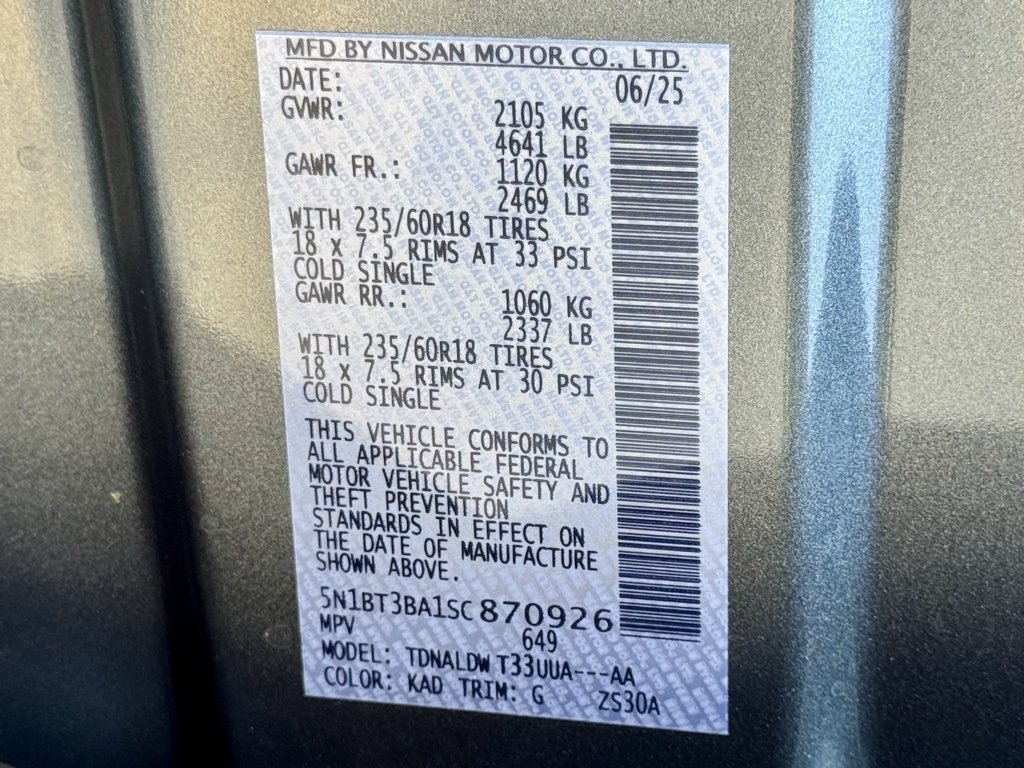 MFD BY NISSAN MOTOR CO., LTD.
DATE: 06/25
GVWR: 2105 KG
4641 LB
GAWR FR.: 1120 KG
2469 LB
WITH 235/60R18 TIRES
18 x 7.5 RIMS AT 33 PSI
COLD SINGLE
GAWR RR.: 1060 KG
2337 LB
WITH 235/60R18 TIRES
18 x 7.5 RIMS AT 30 PSI
COLD SINGLE
THIS VEHICLE CONFORMS TO
ALL APPLICABLE FEDERAL
MOTOR VEHICLE SAFETY AND
THEFT PREVENTION
STANDARDS IN EFFECT ON
THE DATE OF MANUFACTURE
SHOWN ABOVE.
5N1BT3BA1SC870926
MPV 649
MODEL: TDNALDW T33UUA---AA
COLOR: KAD TRIM: G ZS30A